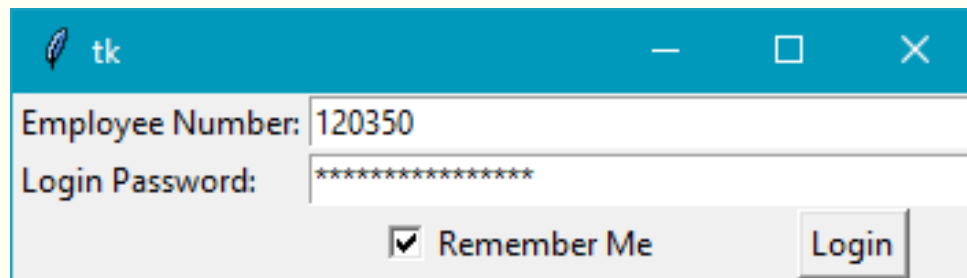 tk
Employee Number: 120350
Login Password: ****************
Remember Me Login